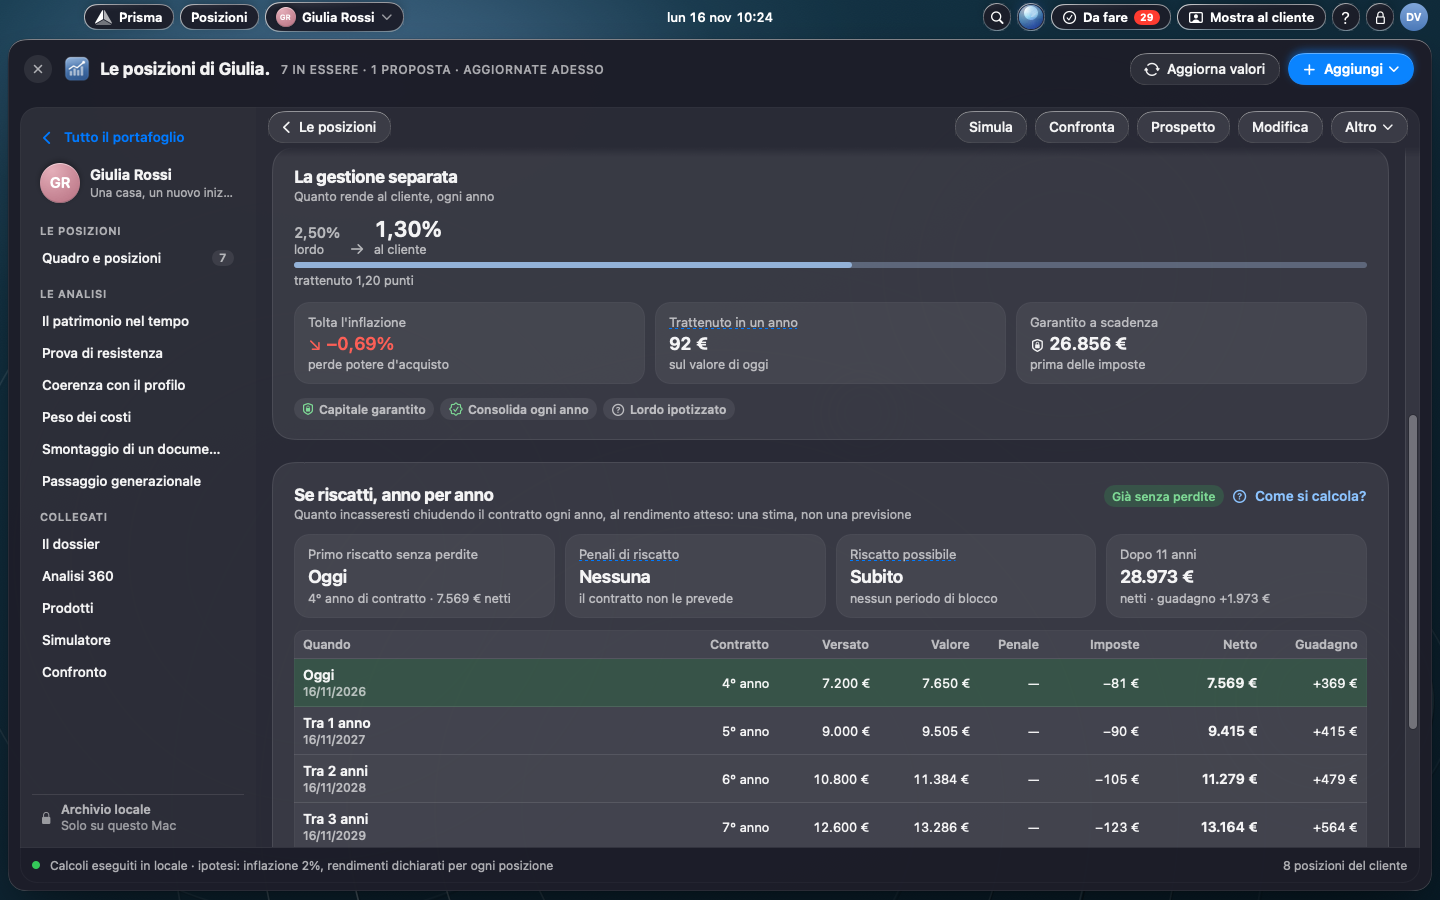 Prisma
Posizioni
GR Giulia Rossi
lun 16 nov 10:24
Da fare 29
Mostra al cliente
?
DV
Le posizioni di Giulia.
7 IN ESSERE · 1 PROPOSTA · AGGIORNATE ADESSO
Aggiorna valori
+ Aggiungi
Tutto il portafoglio
GR
Giulia Rossi
Una casa, un nuovo iniz...
LE POSIZIONI
Quadro e posizioni 7
LE ANALISI
Il patrimonio nel tempo
Prova di resistenza
Coerenza con il profilo
Peso dei costi
Smontaggio di un docume...
Passaggio generazionale
COLLEGATI
Il dossier
Analisi 360
Prodotti
Simulatore
Confronto
Archivio locale
Solo su questo Mac
Le posizioni
Simula
Confronta
Prospetto
Modifica
Altro
La gestione separata
Quanto rende al cliente, ogni anno
2,50%
lordo
→
1,30%
al cliente
trattenuto 1,20 punti
Tolta l'inflazione
↘ −0,69%
perde potere d'acquisto
Trattenuto in un anno
92 €
sul valore di oggi
Garantito a scadenza
26.856 €
prima delle imposte
Capitale garantito
Consolida ogni anno
Lordo ipotizzato
Se riscatti, anno per anno
Quanto incasseresti chiudendo il contratto ogni anno, al rendimento atteso: una stima, non una previsione
Già senza perdite
Come si calcola?
Primo riscatto senza perdite
Oggi
4° anno di contratto · 7.569 € netti
Penali di riscatto
Nessuna
il contratto non le prevede
Riscatto possibile
Subito
nessun periodo di blocco
Dopo 11 anni
28.973 €
netti · guadagno +1.973 €
Quando Contratto Versato Valore Penale Imposte Netto Guadagno
Oggi
16/11/2026
4° anno 7.200 € 7.650 € — −81 € 7.569 € +369 €
Tra 1 anno
16/11/2027
5° anno 9.000 € 9.505 € — −90 € 9.415 € +415 €
Tra 2 anni
16/11/2028
6° anno 10.800 € 11.384 € — −105 € 11.279 € +479 €
Tra 3 anni
16/11/2029
7° anno 12.600 € 13.286 € — −123 € 13.164 € +564 €
Calcoli eseguiti in locale · ipotesi: inflazione 2%, rendimenti dichiarati per ogni posizione
8 posizioni del cliente